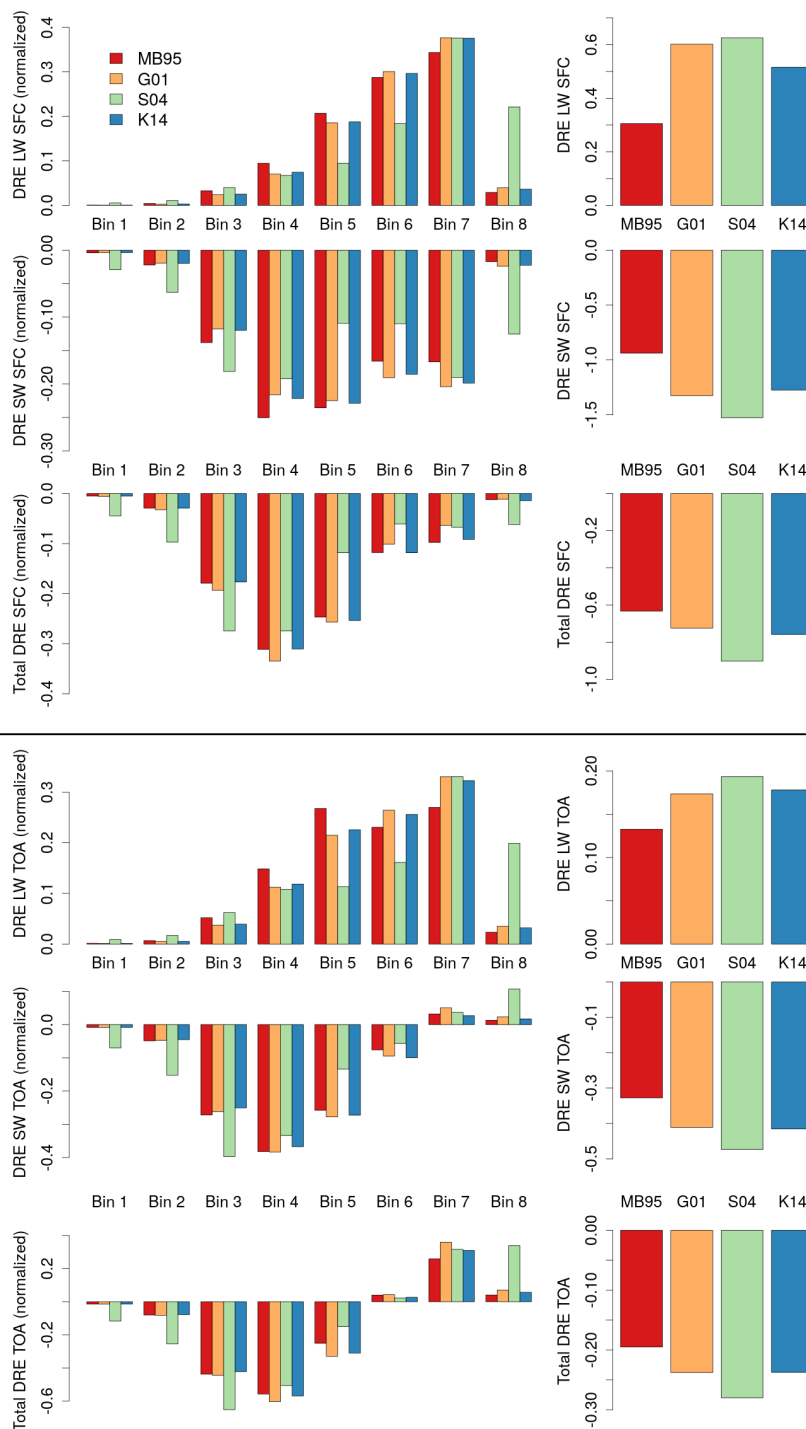 DRE LW SFC (normalized)
0.0 0.1 0.2 0.3 0.4
MB95
G01
S04
K14
Bin 1 Bin 2 Bin 3 Bin 4 Bin 5 Bin 6 Bin 7 Bin 8
DRE LW SFC
0.0 0.2 0.4 0.6
MB95 G01 S04 K14
DRE SW SFC (normalized)
-0.30 -0.20 -0.10 0.00
Bin 1 Bin 2 Bin 3 Bin 4 Bin 5 Bin 6 Bin 7 Bin 8
DRE SW SFC
-1.5 -1.0 -0.5 0.0
MB95 G01 S04 K14
Total DRE SFC (normalized)
-0.4 -0.3 -0.2 -0.1 0.0
Total DRE SFC
-1.0 -0.6 -0.2
DRE LW TOA (normalized)
0.0 0.1 0.2 0.3
Bin 1 Bin 2 Bin 3 Bin 4 Bin 5 Bin 6 Bin 7 Bin 8
DRE LW TOA
0.00 0.10 0.20
MB95 G01 S04 K14
DRE SW TOA (normalized)
-0.4 -0.2 0.0
Bin 1 Bin 2 Bin 3 Bin 4 Bin 5 Bin 6 Bin 7 Bin 8
DRE SW TOA
-0.5 -0.3 -0.1
MB95 G01 S04 K14
Total DRE TOA (normalized)
-0.6 -0.2 0.2
Total DRE TOA
-0.30 -0.20 -0.10 0.00